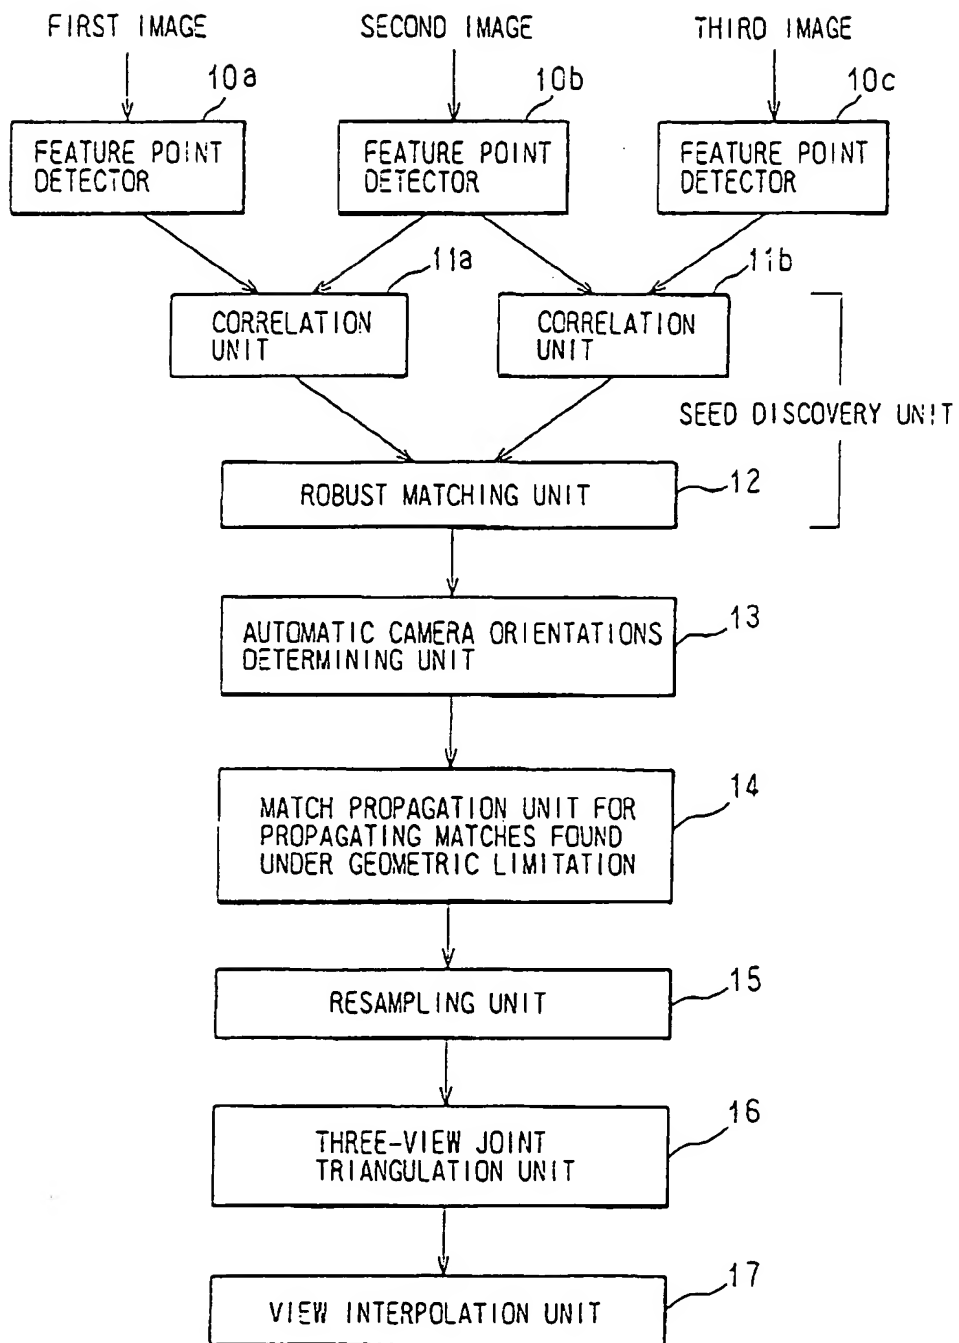 FIRST IMAGE
SECOND IMAGE
THIRD IMAGE
10a
10b
10c
FEATURE POINT
DETECTOR
FEATURE POINT
DETECTOR
FEATURE POINT
DETECTOR
11a
11b
CORRELATION
UNIT
CORRELATION
UNIT
SEED DISCOVERY UNIT
ROBUST MATCHING UNIT
12
AUTOMATIC CAMERA ORIENTATIONS
DETERMINING UNIT
13
MATCH PROPAGATION UNIT FOR
PROPAGATING MATCHES FOUND
UNDER GEOMETRIC LIMITATION
14
RESAMPLING UNIT
15
THREE-VIEW JOINT
TRIANGULATION UNIT
16
VIEW INTERPOLATION UNIT
17